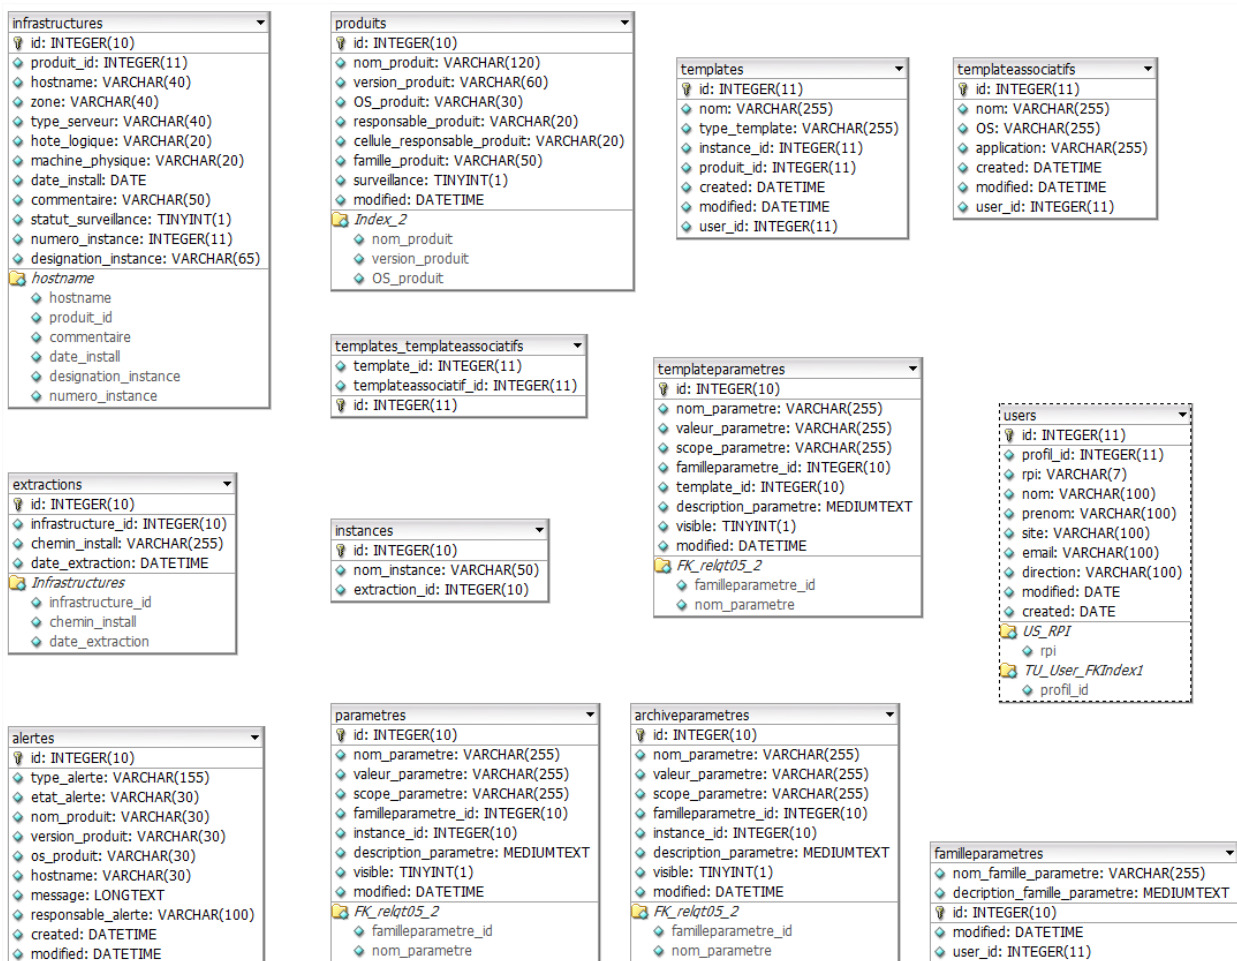 infrastructures
id: INTEGER(10)
produit_id: INTEGER(11)
hostname: VARCHAR(40)
zone: VARCHAR(40)
type_serveur: VARCHAR(40)
hote_logique: VARCHAR(20)
machine_physique: VARCHAR(20)
date_install: DATE
commentaire: VARCHAR(50)
statut_surveillance: TINYINT(1)
numero_instance: INTEGER(11)
designation_instance: VARCHAR(65)
hostname
hostname
produit_id
commentaire
date_install
designation_instance
numero_instance
produits
id: INTEGER(10)
nom_produit: VARCHAR(120)
version_produit: VARCHAR(60)
OS_produit: VARCHAR(30)
responsable_produit: VARCHAR(20)
cellule_responsable_produit: VARCHAR(20)
famille_produit: VARCHAR(50)
surveillance: TINYINT(1)
modified: DATETIME
Index_2
nom_produit
version_produit
OS_produit
templates
id: INTEGER(11)
nom: VARCHAR(255)
type_template: VARCHAR(255)
instance_id: INTEGER(11)
produit_id: INTEGER(11)
created: DATETIME
modified: DATETIME
user_id: INTEGER(11)
templateassociatifs
id: INTEGER(11)
nom: VARCHAR(255)
OS: VARCHAR(255)
application: VARCHAR(255)
created: DATETIME
modified: DATETIME
user_id: INTEGER(11)
templates_templateassociatifs
template_id: INTEGER(11)
templateassociatif_id: INTEGER(11)
id: INTEGER(11)
templateparametres
id: INTEGER(10)
nom_parametre: VARCHAR(255)
valeur_parametre: VARCHAR(255)
scope_parametre: VARCHAR(255)
familleparametre_id: INTEGER(10)
template_id: INTEGER(10)
description_parametre: MEDIUMTEXT
visible: TINYINT(1)
modified: DATETIME
FK_relqt05_2
familleparametre_id
nom_parametre
users
id: INTEGER(11)
profil_id: INTEGER(11)
rpi: VARCHAR(7)
nom: VARCHAR(100)
prenom: VARCHAR(100)
site: VARCHAR(100)
email: VARCHAR(100)
direction: VARCHAR(100)
modified: DATE
created: DATE
US_RPI
rpi
TU_User_FKIndex1
profil_id
extractions
id: INTEGER(10)
infrastructure_id: INTEGER(10)
chemin_install: VARCHAR(255)
date_extraction: DATETIME
Infrastructures
infrastructure_id
chemin_install
date_extraction
instances
id: INTEGER(10)
nom_instance: VARCHAR(50)
extraction_id: INTEGER(10)
alertes
id: INTEGER(10)
type_alerte: VARCHAR(155)
etat_alerte: VARCHAR(30)
nom_produit: VARCHAR(30)
version_produit: VARCHAR(30)
os_produit: VARCHAR(30)
hostname: VARCHAR(30)
message: LONGTEXT
responsable_alerte: VARCHAR(100)
created: DATETIME
modified: DATETIME
parametres
id: INTEGER(10)
nom_parametre: VARCHAR(255)
valeur_parametre: VARCHAR(255)
scope_parametre: VARCHAR(255)
familleparametre_id: INTEGER(10)
instance_id: INTEGER(10)
description_parametre: MEDIUMTEXT
visible: TINYINT(1)
modified: DATETIME
FK_relqt05_2
familleparametre_id
nom_parametre
archiveparametres
id: INTEGER(10)
nom_parametre: VARCHAR(255)
valeur_parametre: VARCHAR(255)
scope_parametre: VARCHAR(255)
familleparametre_id: INTEGER(10)
instance_id: INTEGER(10)
description_parametre: MEDIUMTEXT
visible: TINYINT(1)
modified: DATETIME
FK_relqt05_2
familleparametre_id
nom_parametre
familleparametres
nom_famille_parametre: VARCHAR(255)
decription_famille_parametre: MEDIUMTEXT
id: INTEGER(10)
modified: DATETIME
user_id: INTEGER(11)